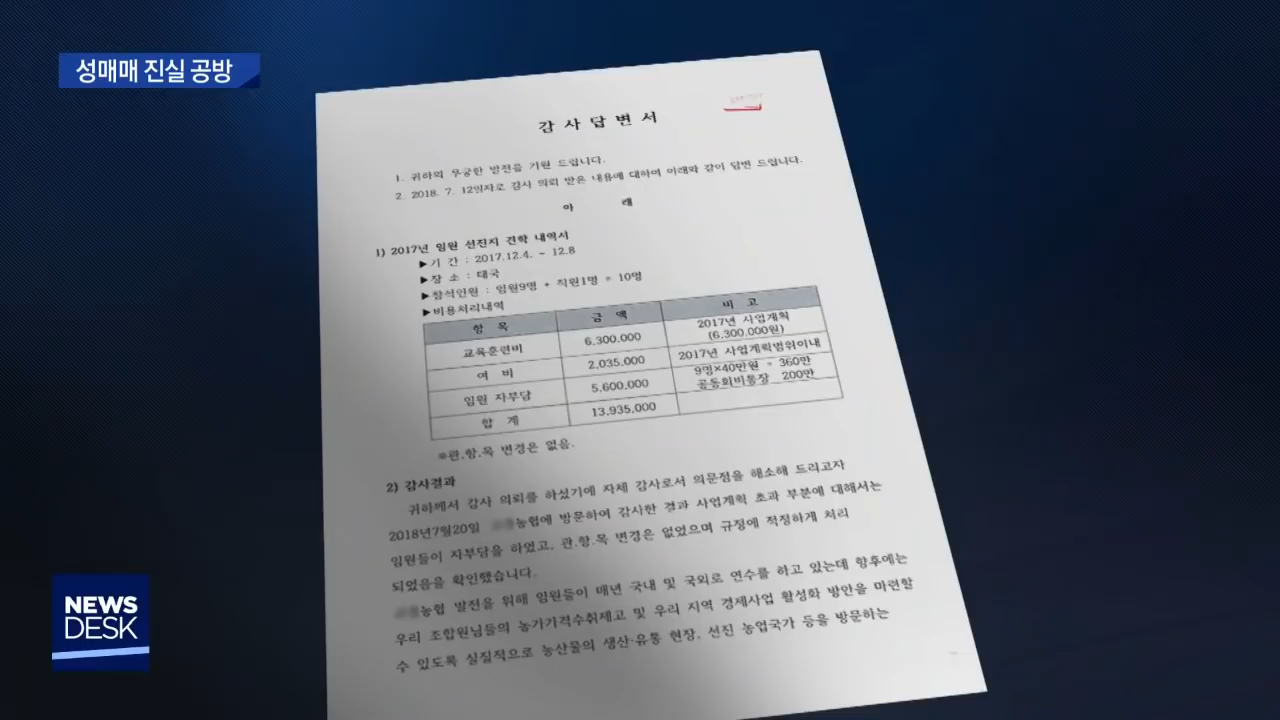 성매매 진실 공방
감 사 답 변 서
1. 귀하의 무궁한 발전을 기원 드립니다.
2. 2018. 7. 12일자로 감사 의뢰 받은 내용에 대하여 아래와 같이 답변 드립니다.
아 래
1) 2017년 임원 선진지 견학 내역서
▶기 간 : 2017.12.4. ~ 12.8
▶장 소 : 태국
▶참석인원 : 임원9명 + 직원1명 = 10명
▶비용처리내역
항 목 금 액 비 고
교육훈련비 6,300,000 2017년 사업계획
(6,300,000원)
여 비 2,035,000 2017년 사업계획범위이내
임원 자부담 5,600,000 9명×40만원 = 360만
공동회비통장 200만
합 계 13,935,000
※관.항.목 변경은 없음.
2) 감사결과
귀하께서 감사 의뢰를 하셨기에 자체 감사로서 의문점을 해소해 드리고자
2018년7월20일 농협에 방문하여 감사한 결과 사업계획 초과 부분에 대해서는
임원들이 자부담을 하였고, 관.항.목 변경은 없었으며 규정에 적정하게 처리
되었음을 확인했습니다.
농협 발전을 위해 임원들이 매년 국내 및 국외로 연수를 하고 있는데 향후에는
우리 조합원님들의 농가가격수취제고 및 우리 지역 경제사업 활성화 방안을 마련할
수 있도록 실질적으로 농산물의 생산·유통 현장, 선진 농업국가 등을 방문하는
NEWS
DESK